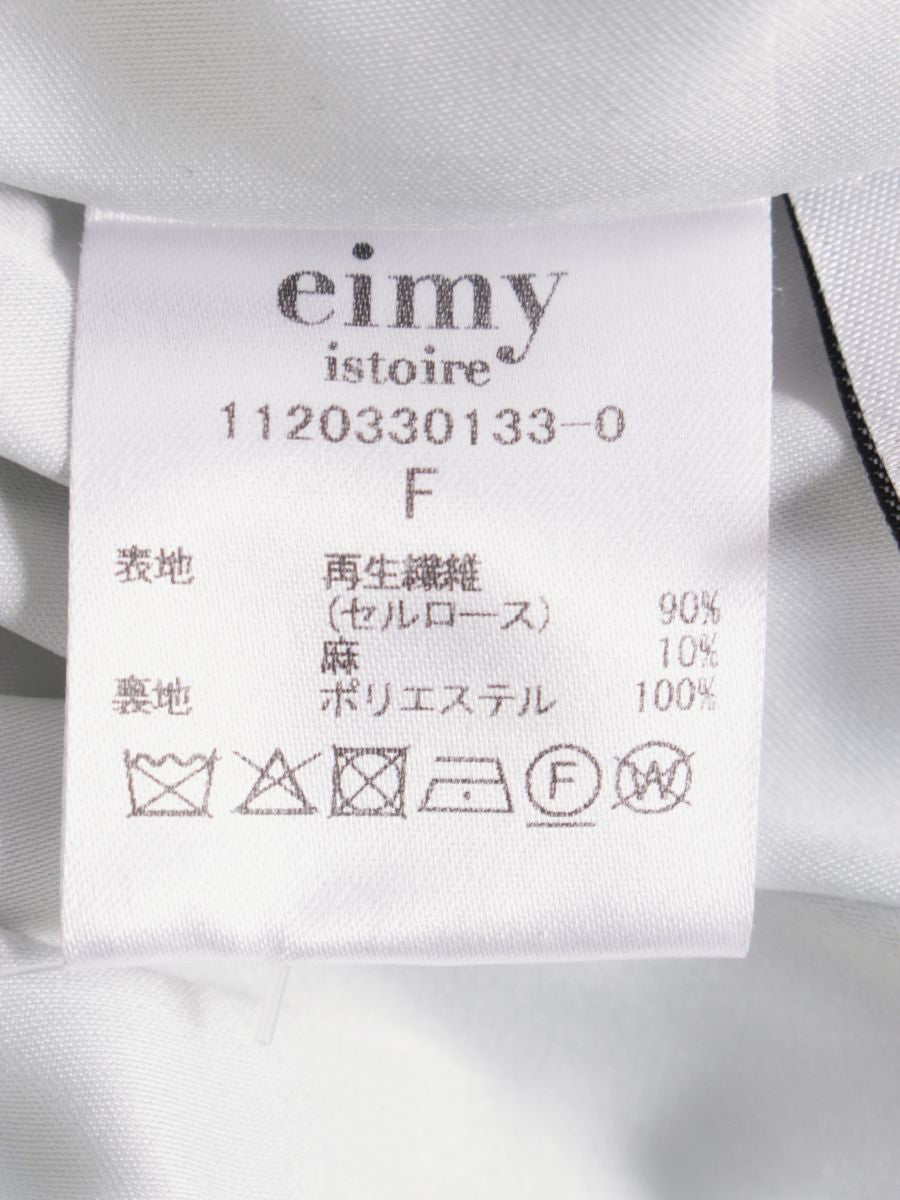 eimy
istoire
1120330133-0
F
表地 再生繊維
(セルロース) 90%
麻 10%
裏地 ポリエステル 100%
F W